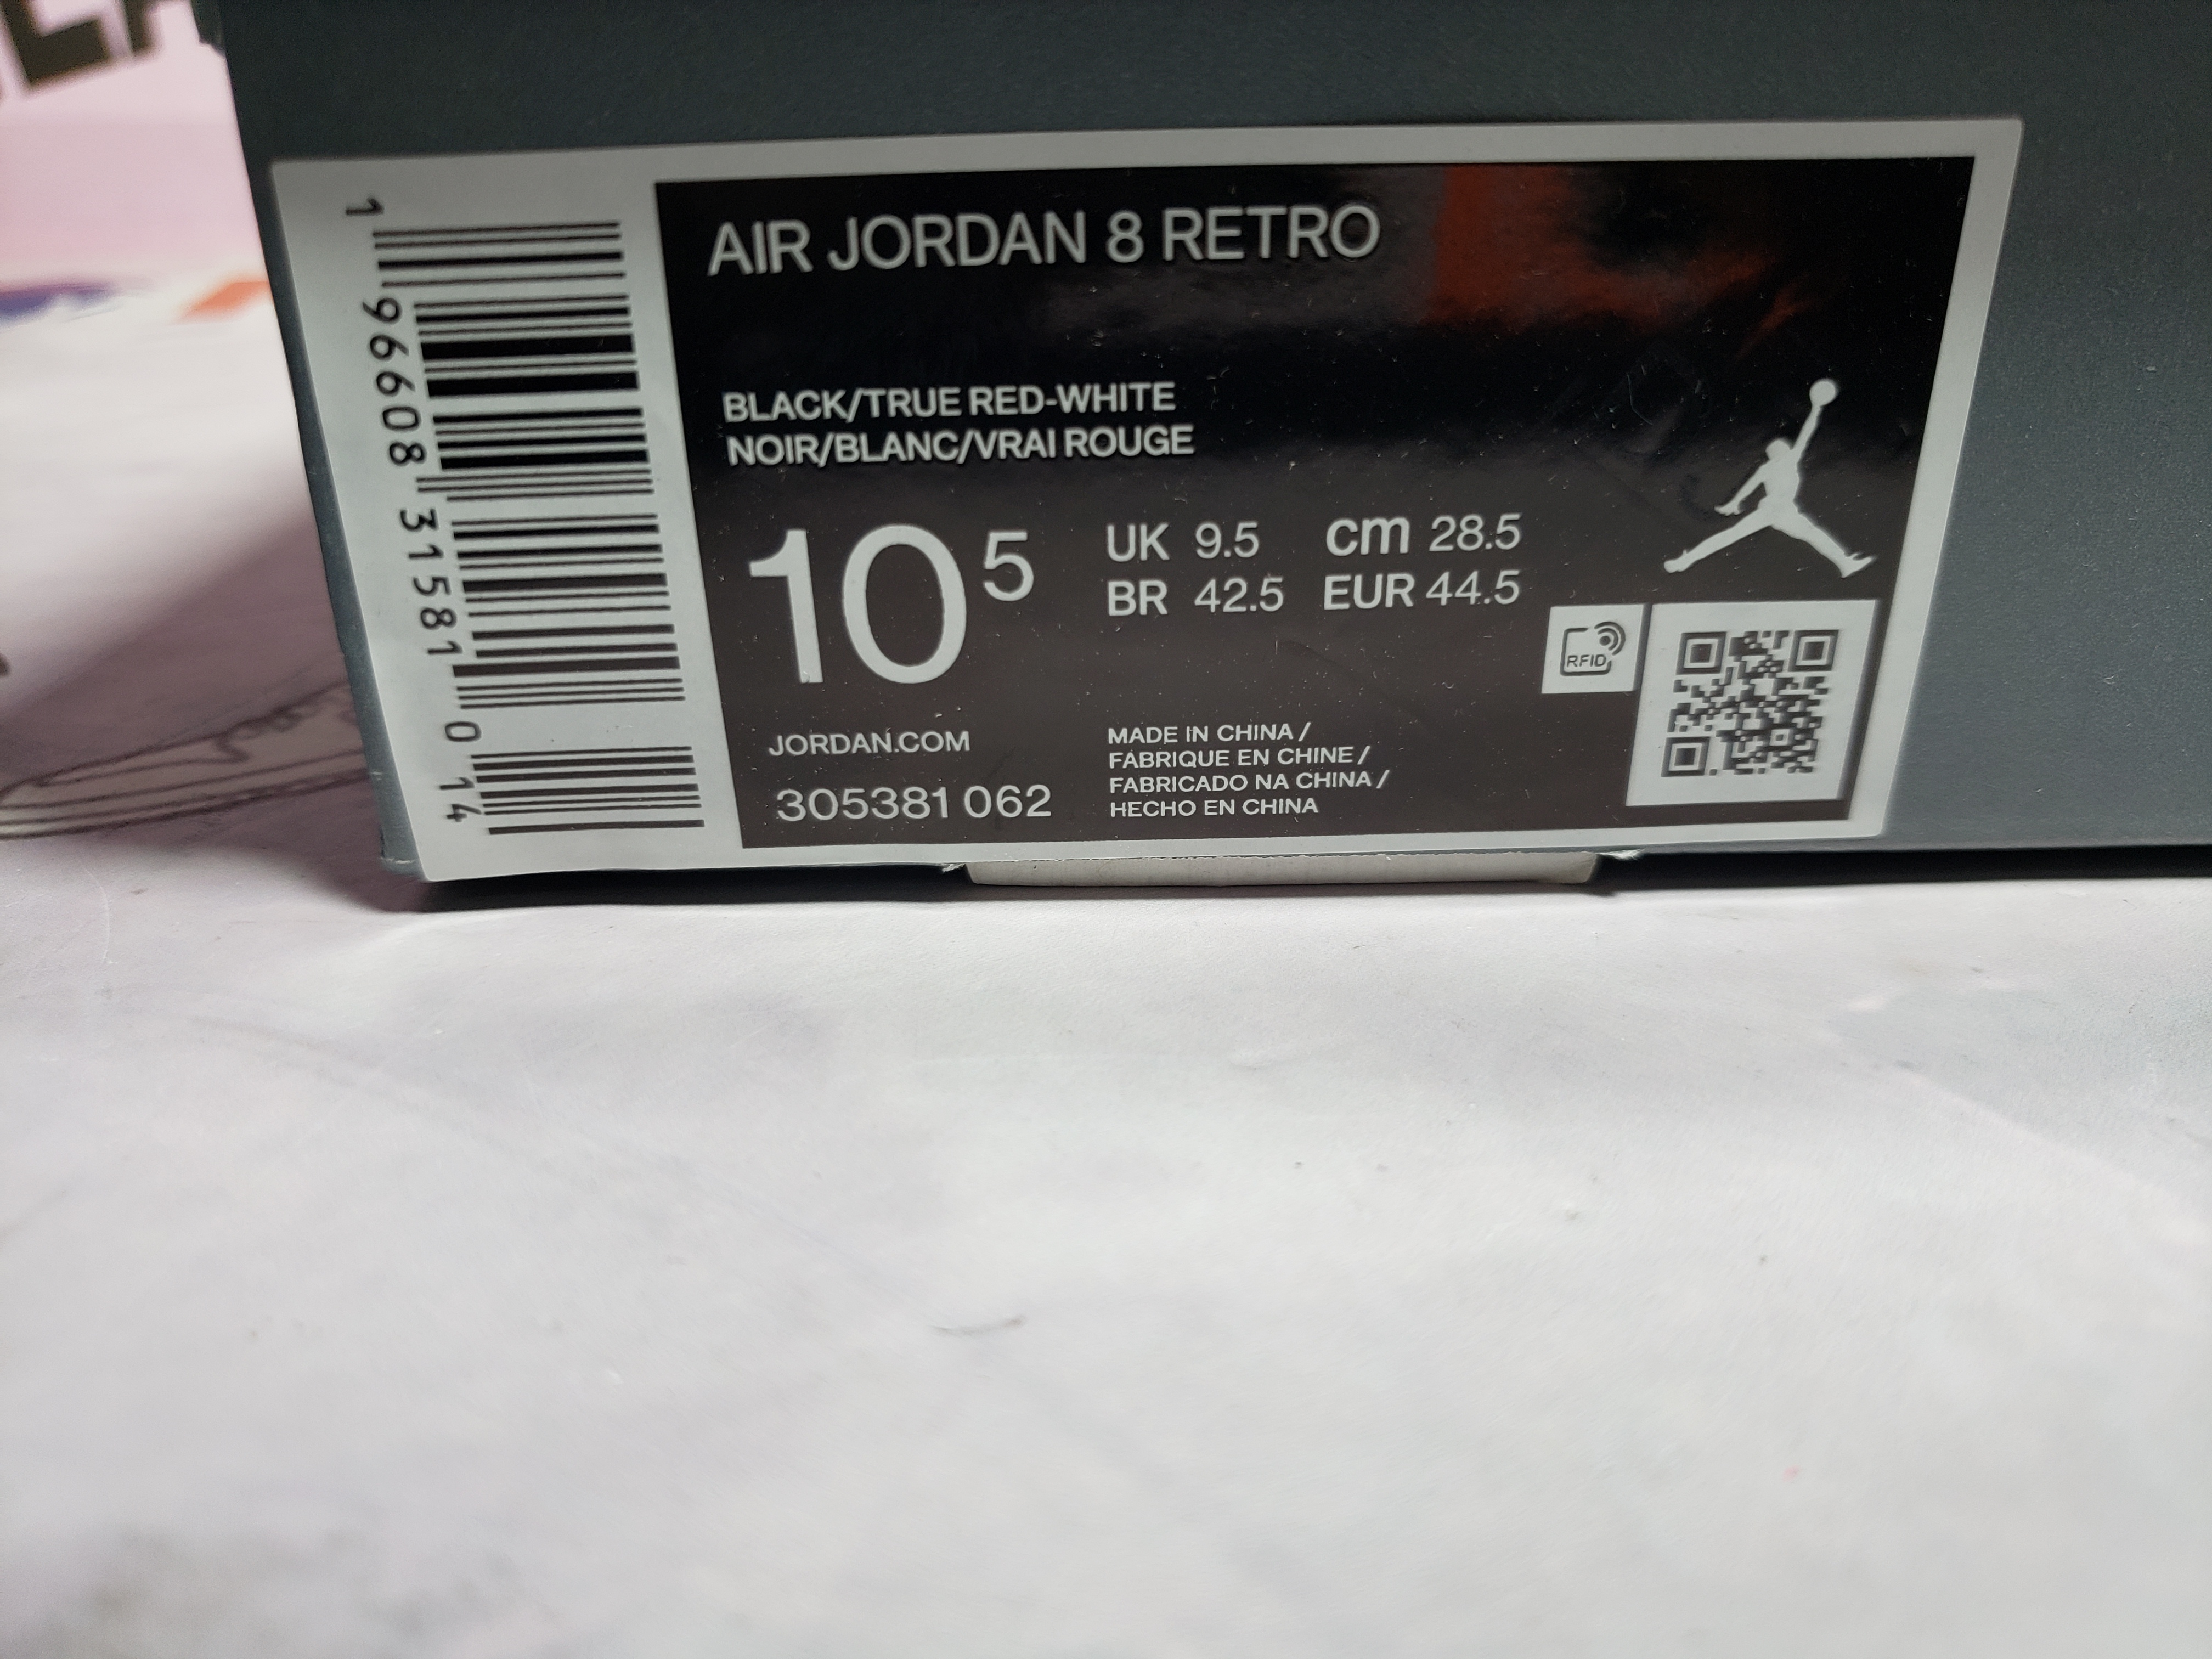 AIR JORDAN 8 RETRO
BLACK/TRUE RED-WHITE
NOIR/BLANC/VRAI ROUGE
10 5
UK 9.5 cm 28.5
BR 42.5 EUR 44.5
RFID
JORDAN.COM
305381 062
MADE IN CHINA /
FABRIQUE EN CHINE /
FABRICADO NA CHINA /
HECHO EN CHINA
1 96608 31581 0 14